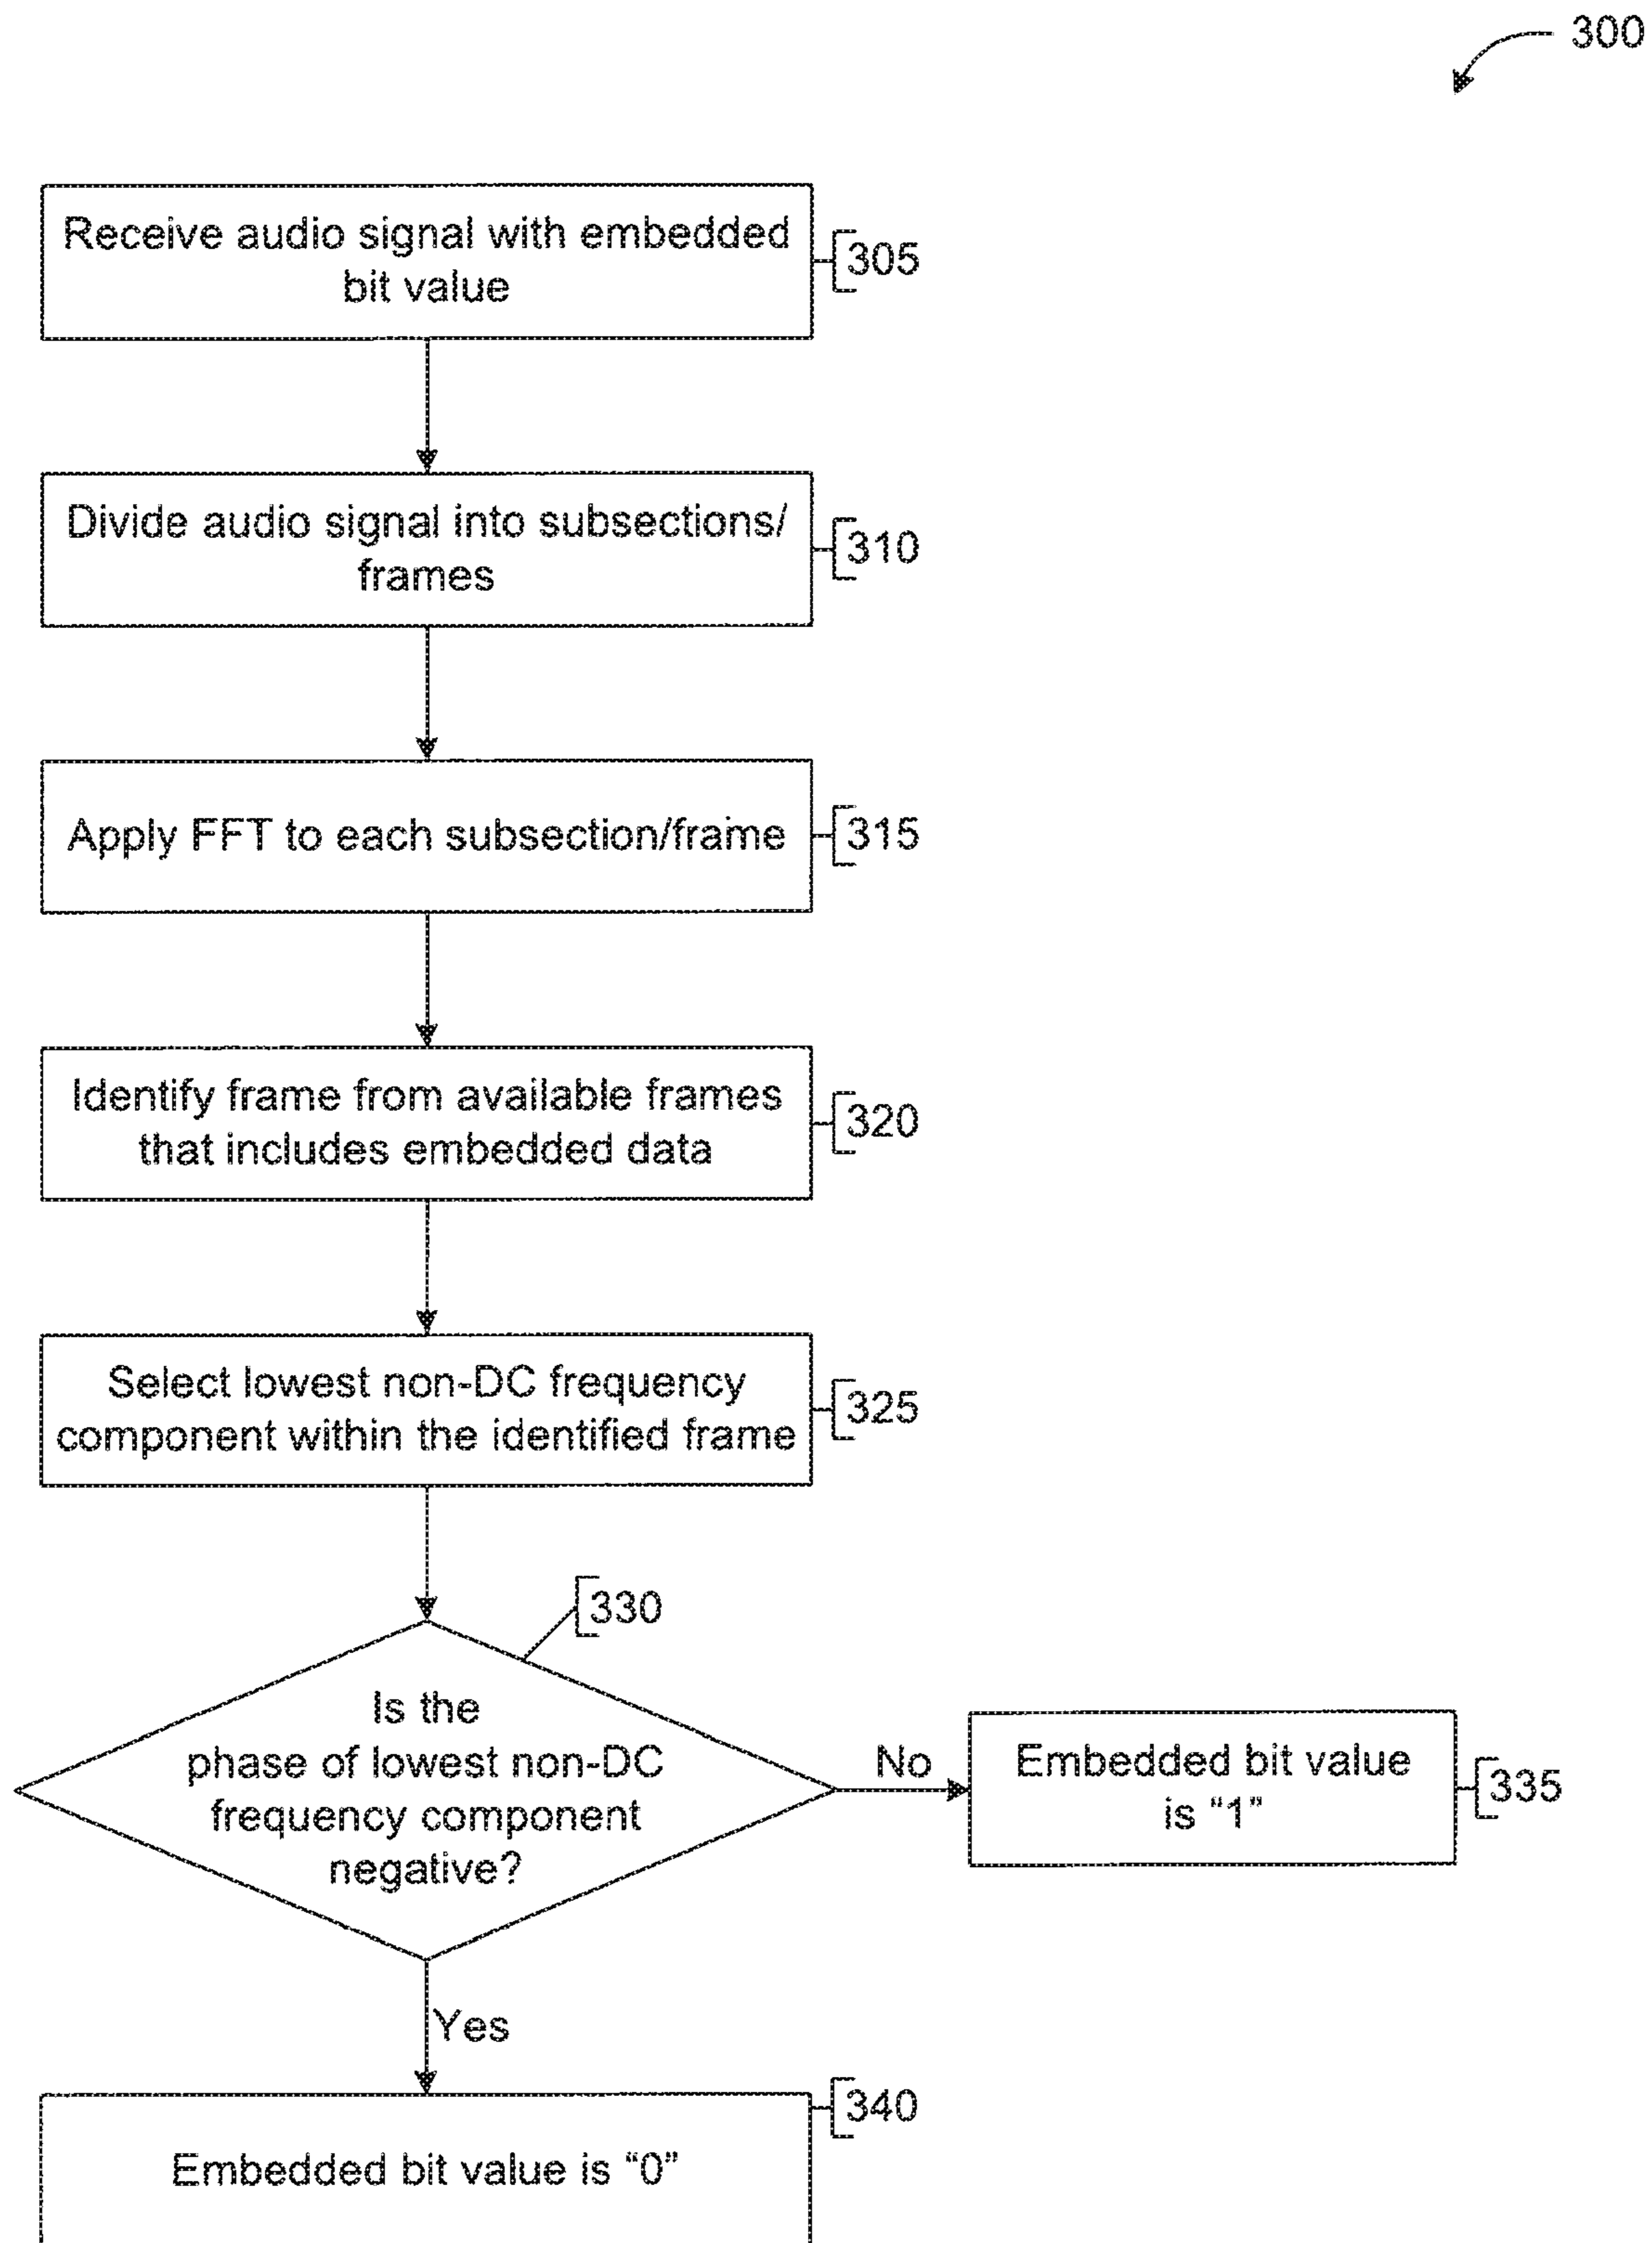 300
Receive audio signal with embedded
bit value
305
Divide audio signal into subsections/
frames
310
Apply FFT to each subsection/frame
315
Identify frame from available frames
that includes embedded data
320
Select lowest non-DC frequency
component within the identified frame
325
330
Is the
phase of lowest non-DC
frequency component
negative?
No
Embedded bit value
is “1”
335
Yes
340
Embedded bit value is “0”